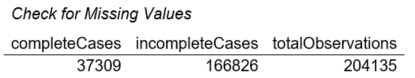 Check for Missing Values
completeCases incompleteCases totalObservations
37309 166826 204135